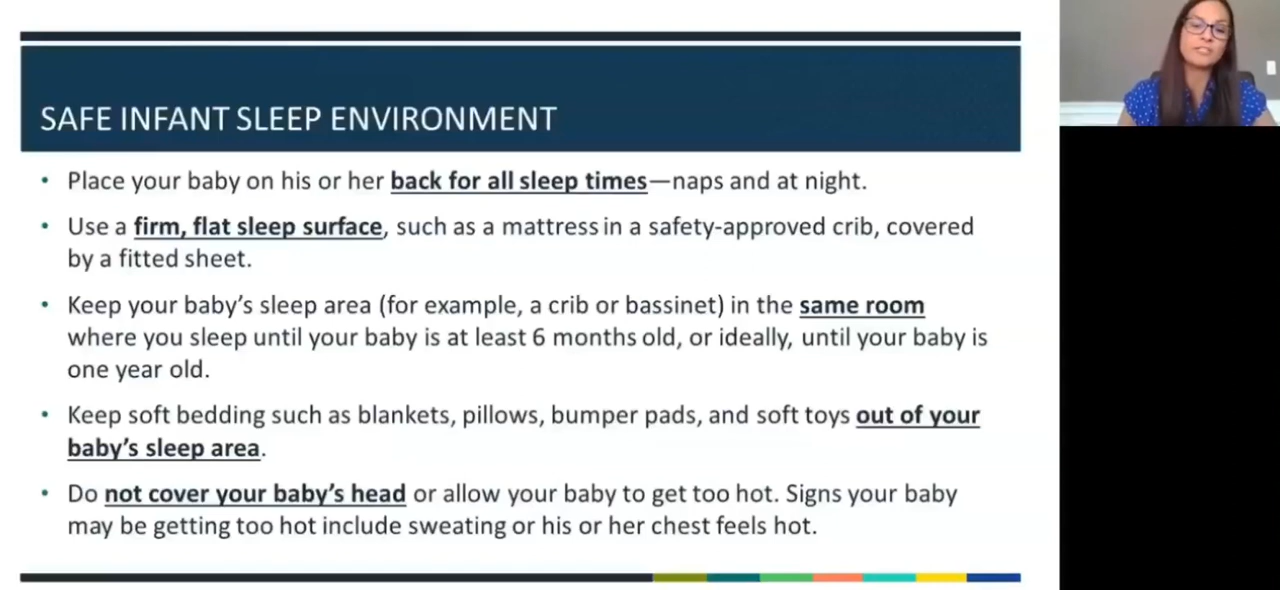 SAFE INFANT SLEEP ENVIRONMENT
• Place your baby on his or her back for all sleep times—naps and at night.
• Use a firm, flat sleep surface, such as a mattress in a safety-approved crib, covered
by a fitted sheet.
• Keep your baby’s sleep area (for example, a crib or bassinet) in the same room
where you sleep until your baby is at least 6 months old, or ideally, until your baby is
one year old.
• Keep soft bedding such as blankets, pillows, bumper pads, and soft toys out of your
baby’s sleep area.
• Do not cover your baby’s head or allow your baby to get too hot. Signs your baby
may be getting too hot include sweating or his or her chest feels hot.